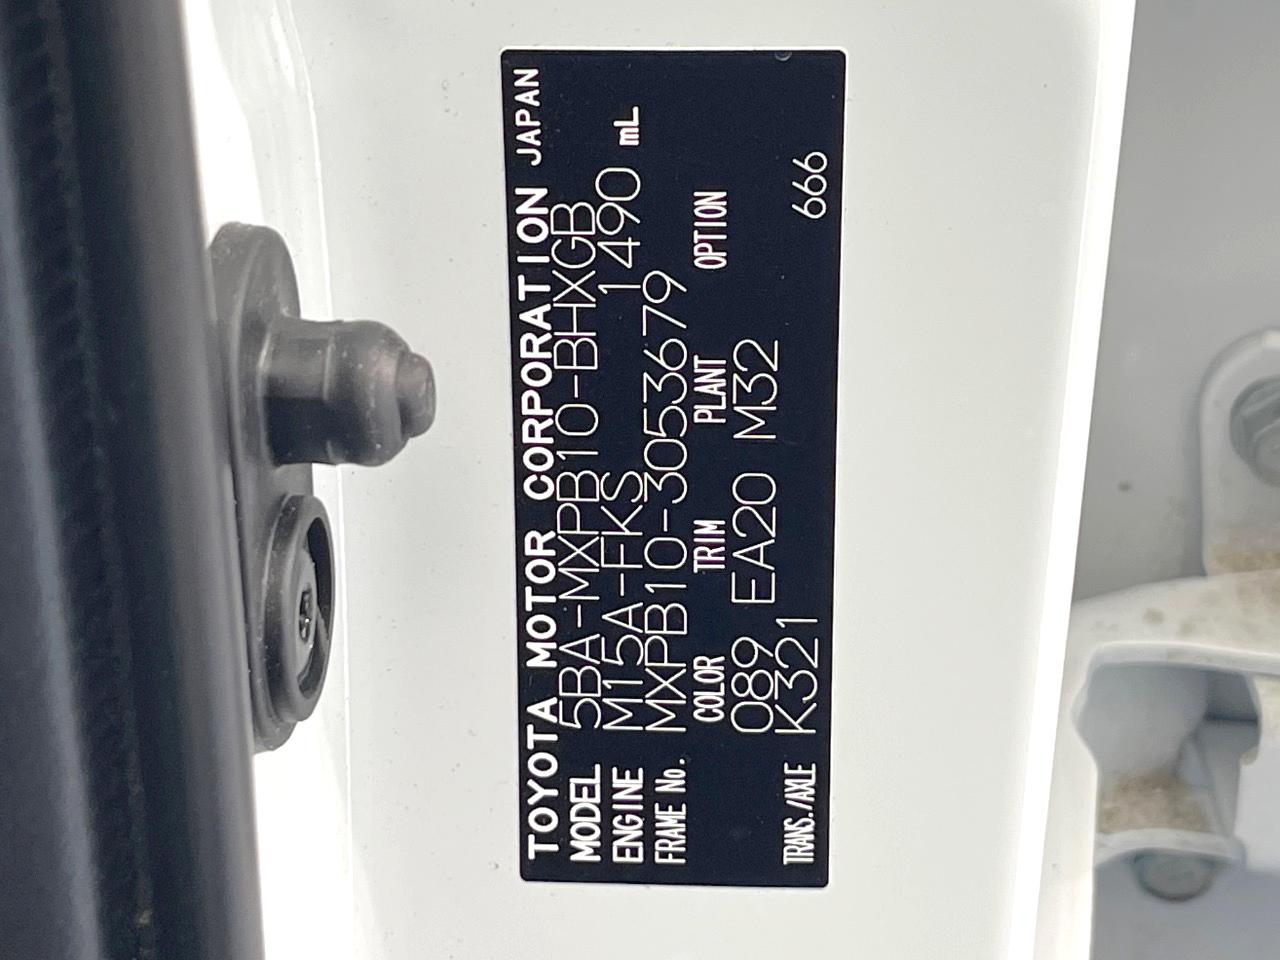 TOYOTA MOTOR CORPORATION JAPAN
MODEL 5BA-MXPB10-BHXGB
ENGINE M15A-FKS 1490 mL
FRAME No. MXPB10-3053679
COLOR TRIM PLANT OPTION
089 EA20 M32
TRANS./AXLE K321 666